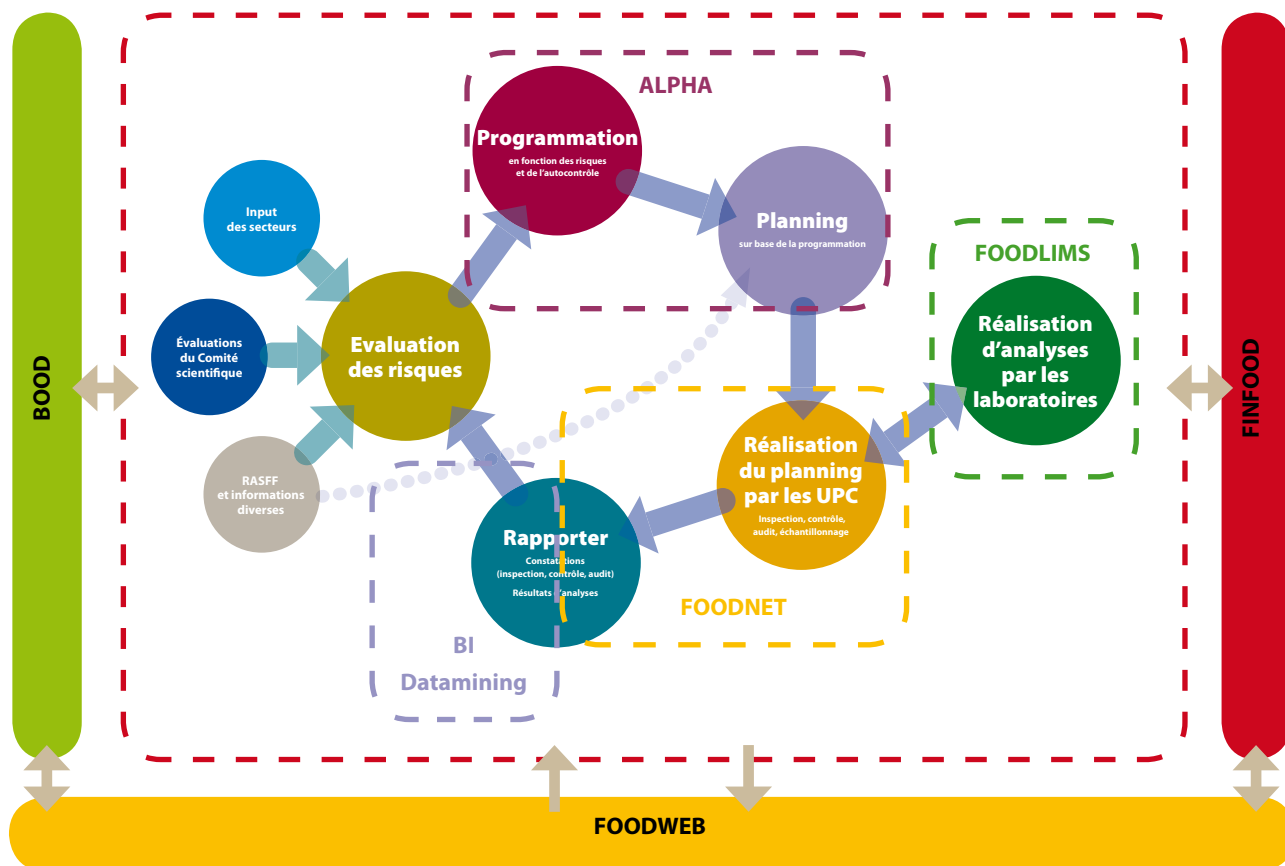 ALPHA
Programmation
en fonction des risques
et de l'autocontrôle
Planning
sur base de la programmation
Input
des secteurs
FOODLIMS
Réalisation
d'analyses
par les
laboratoires
Évaluations
du Comité
scientifique
Evaluation
des risques
BOOD
FINFOOD
RASFF
et informations
diverses
Réalisation
du planning
par les UPC
Inspection, contrôle,
audit, échantillonnage
Rapporter
Constatations
(inspection, contrôle, audit)
Résultats d'analyses
FOODNET
BI
Datamining
FOODWEB